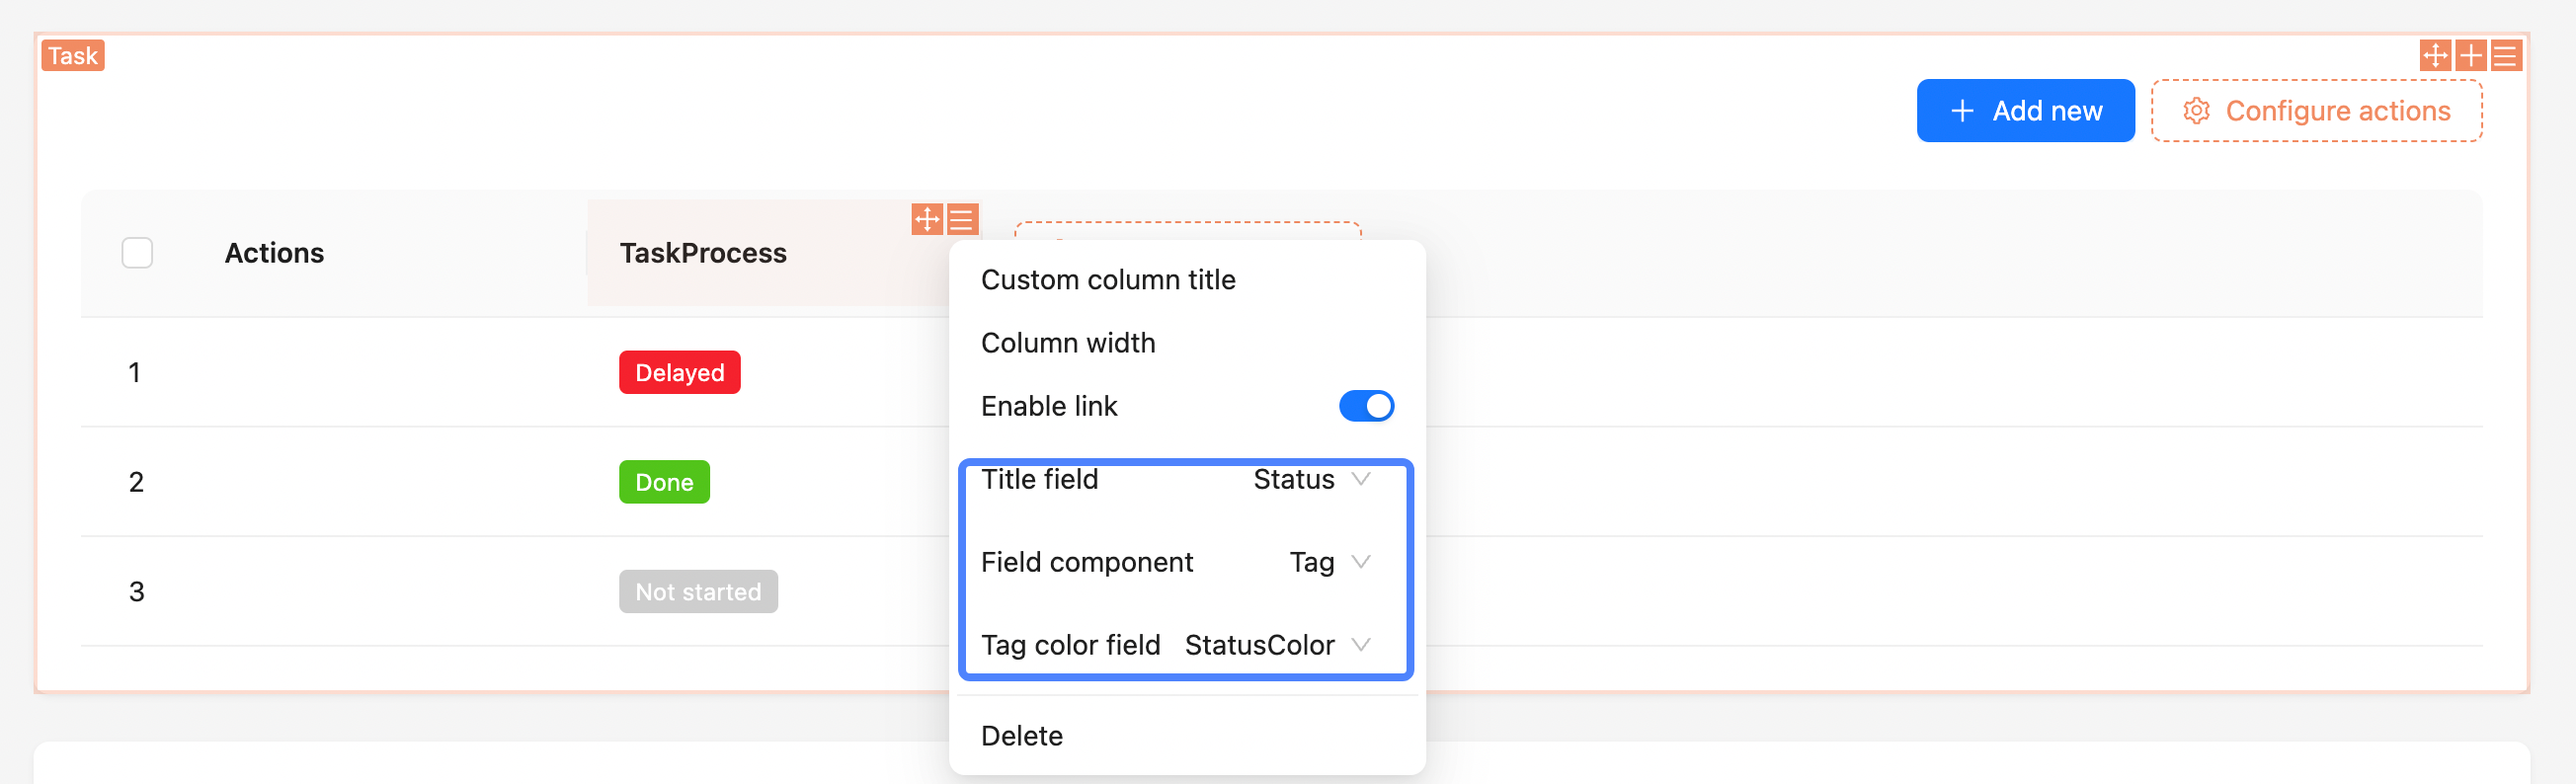 Task
Add new
Configure actions
Actions
TaskProcess
Custom column title
Column width
1
Delayed
Enable link
2
Done
Title field Status
Field component Tag
3
Not started
Tag color field StatusColor
Delete